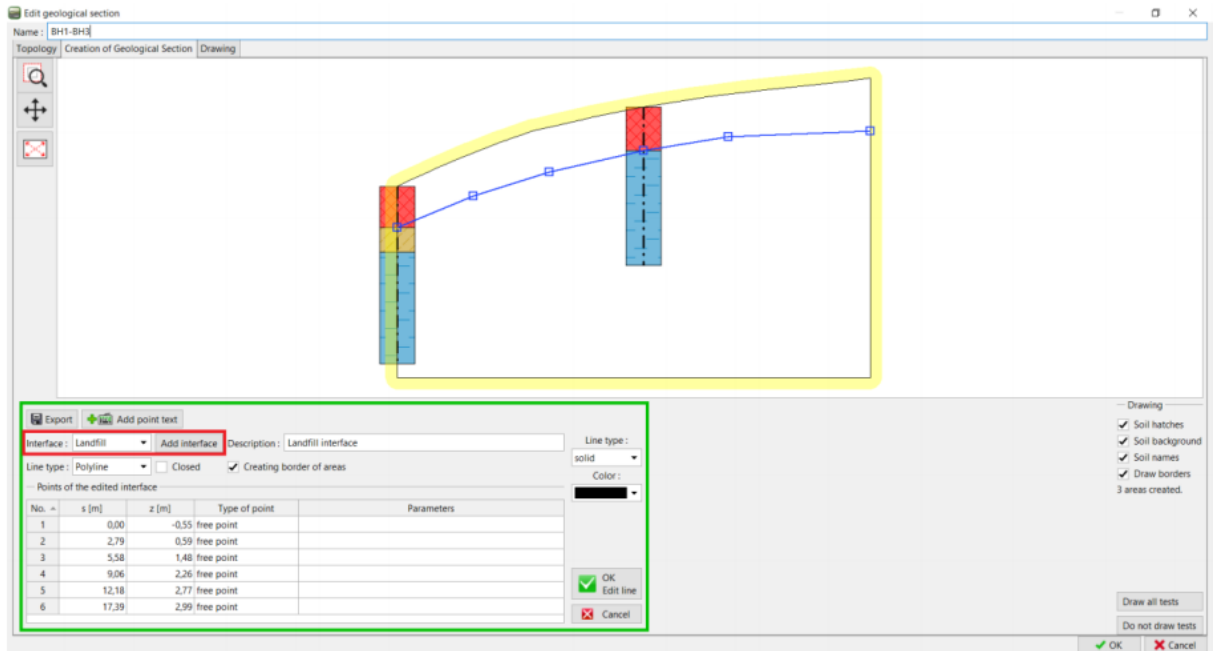 Edit geological section
Name : BH1-BH3
Topology Creation of Geological Section Drawing
Export Add point text
Interface : Landfill Add interface Description : Landfill interface
Line type : Polyline Closed Creating border of areas
Line type :
solid
Color :
Points of the edited interface
No. s [m] z [m] Type of point Parameters
1 0,00 -0,55 free point
2 2,79 0,59 free point
3 5,58 1,48 free point
4 9,06 2,26 free point
5 12,18 2,77 free point
6 17,39 2,99 free point
OK
Edit line
Cancel
Drawing
Soil hatches
Soil background
Soil names
Draw borders
3 areas created.
Draw all tests
Do not draw tests
OK Cancel